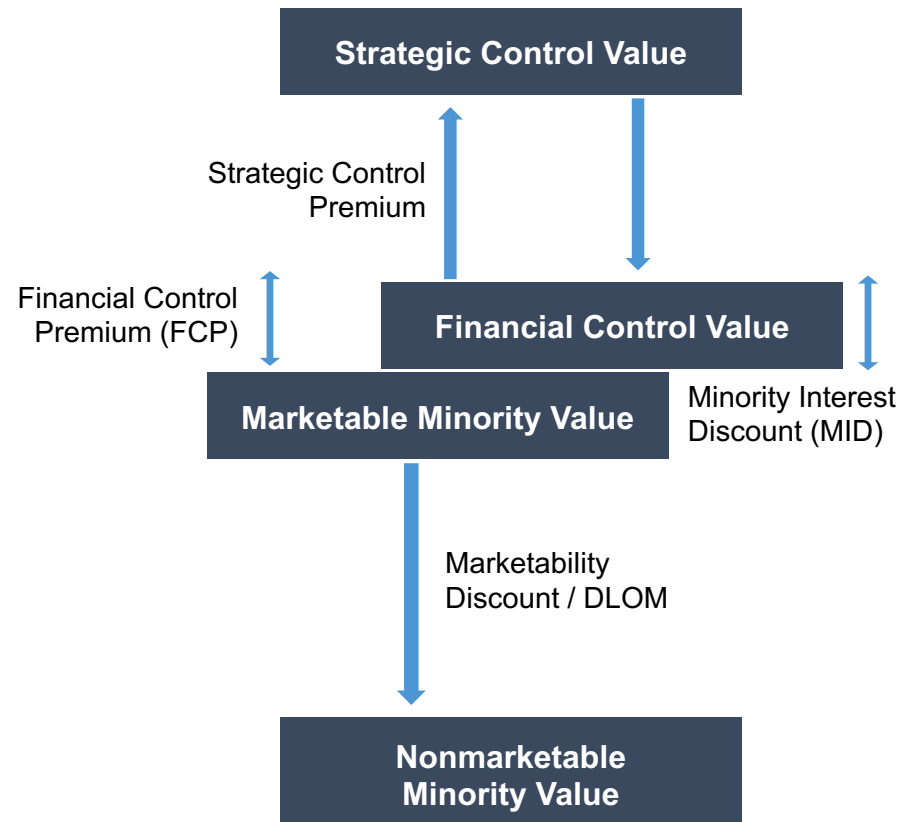 Strategic Control Value
Strategic Control
Premium
Financial Control
Premium (FCP)
Financial Control Value
Marketable Minority Value
Minority Interest
Discount (MID)
Marketability
Discount / DLOM
Nonmarketable
Minority Value